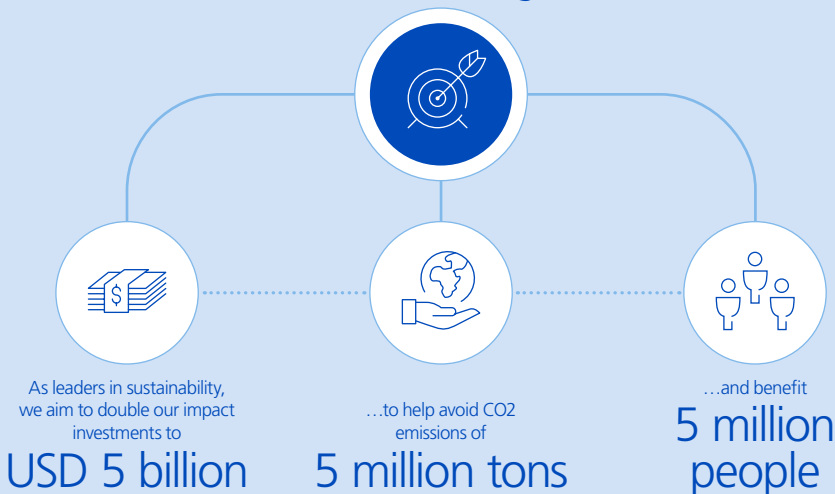 As leaders in sustainability,
we aim to double our impact
investments to
USD 5 billion
…to help avoid CO2
emissions of
5 million tons
…and benefit
5 million
people
$